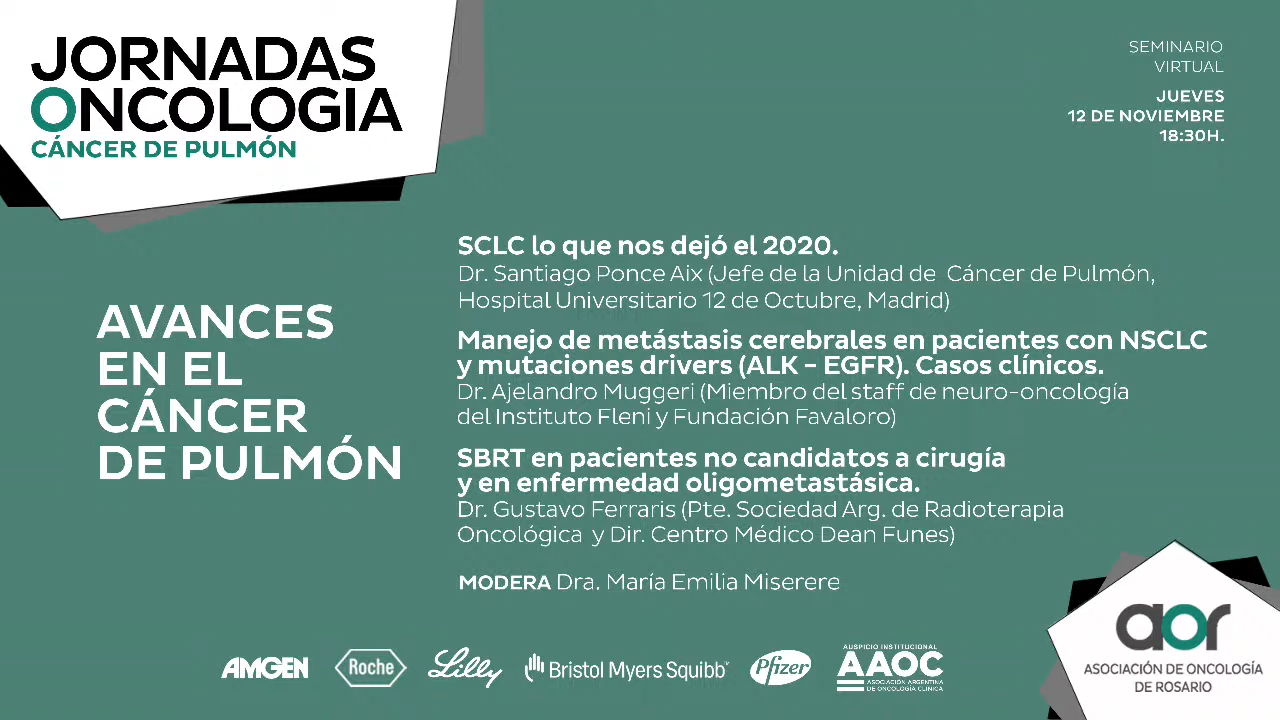 JORNADAS
ONCOLOGIA
CÁNCER DE PULMÓN
SEMINARIO
VIRTUAL
JUEVES
12 DE NOVIEMBRE
18:30H.
AVANCES
EN EL
CÁNCER
DE PULMÓN
SCLC lo que nos dejó el 2020.
Dr. Santiago Ponce Aix (Jefe de la Unidad de Cáncer de Pulmón,
Hospital Universitario 12 de Octubre, Madrid)
Manejo de metástasis cerebrales en pacientes con NSCLC
y mutaciones drivers (ALK - EGFR). Casos clínicos.
Dr. Ajelandro Muggeri (Miembro del staff de neuro-oncología
del Instituto Fleni y Fundación Favaloro)
SBRT en pacientes no candidatos a cirugía
y en enfermedad oligometastásica.
Dr. Gustavo Ferraris (Pte. Sociedad Arg. de Radioterapia
Oncológica y Dir. Centro Médico Dean Funes)
MODERA Dra. María Emilia Miserere
AMGEN
Roche
Lilly
Bristol Myers Squibb
Pfizer
AUSPICIO INSTITUCIONAL
AAOC
ASOCIACIÓN ARGENTINA
DE ONCOLOGÍA CLÍNICA
aor
ASOCIACIÓN DE ONCOLOGÍA
DE ROSARIO